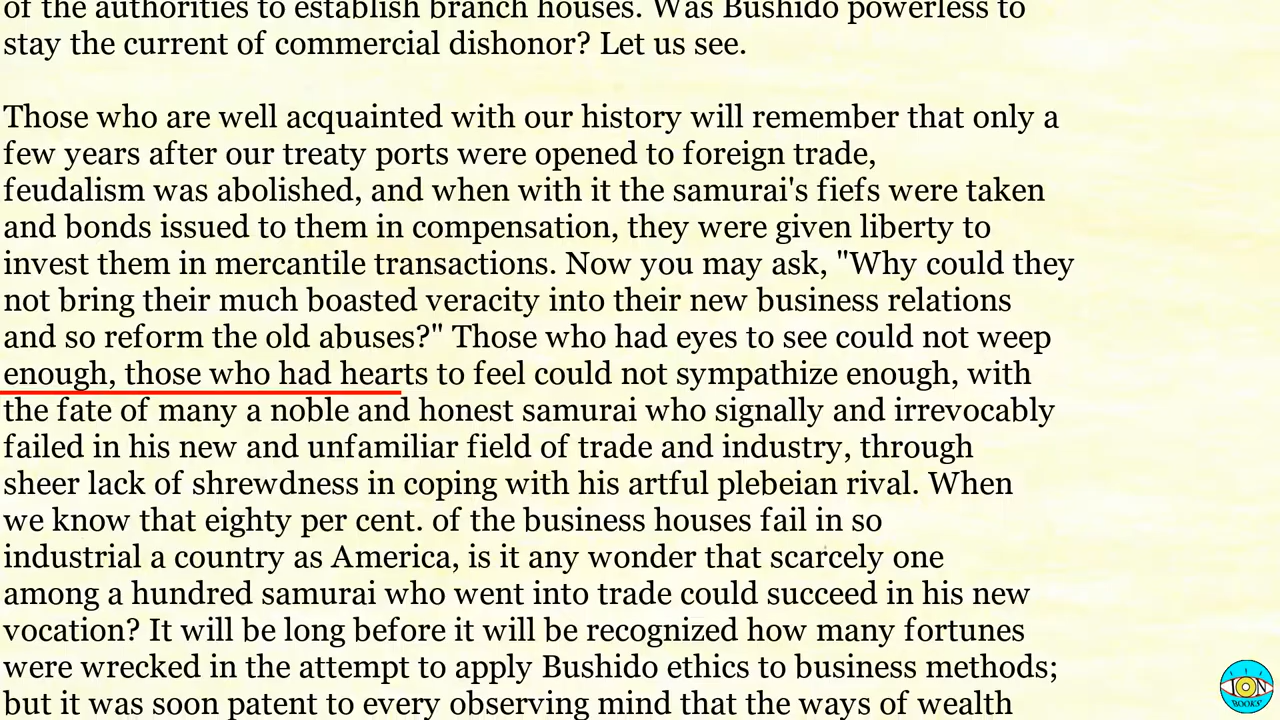 of the authorities to establish branch houses. Was Bushido powerless to
stay the current of commercial dishonor? Let us see.
Those who are well acquainted with our history will remember that only a
few years after our treaty ports were opened to foreign trade,
feudalism was abolished, and when with it the samurai's fiefs were taken
and bonds issued to them in compensation, they were given liberty to
invest them in mercantile transactions. Now you may ask, "Why could they
not bring their much boasted veracity into their new business relations
and so reform the old abuses?" Those who had eyes to see could not weep
enough, those who had hearts to feel could not sympathize enough, with
the fate of many a noble and honest samurai who signally and irrevocably
failed in his new and unfamiliar field of trade and industry, through
sheer lack of shrewdness in coping with his artful plebeian rival. When
we know that eighty per cent. of the business houses fail in so
industrial a country as America, is it any wonder that scarcely one
among a hundred samurai who went into trade could succeed in his new
vocation? It will be long before it will be recognized how many fortunes
were wrecked in the attempt to apply Bushido ethics to business methods;
but it was soon patent to every observing mind that the ways of wealth
ION
BOOKS